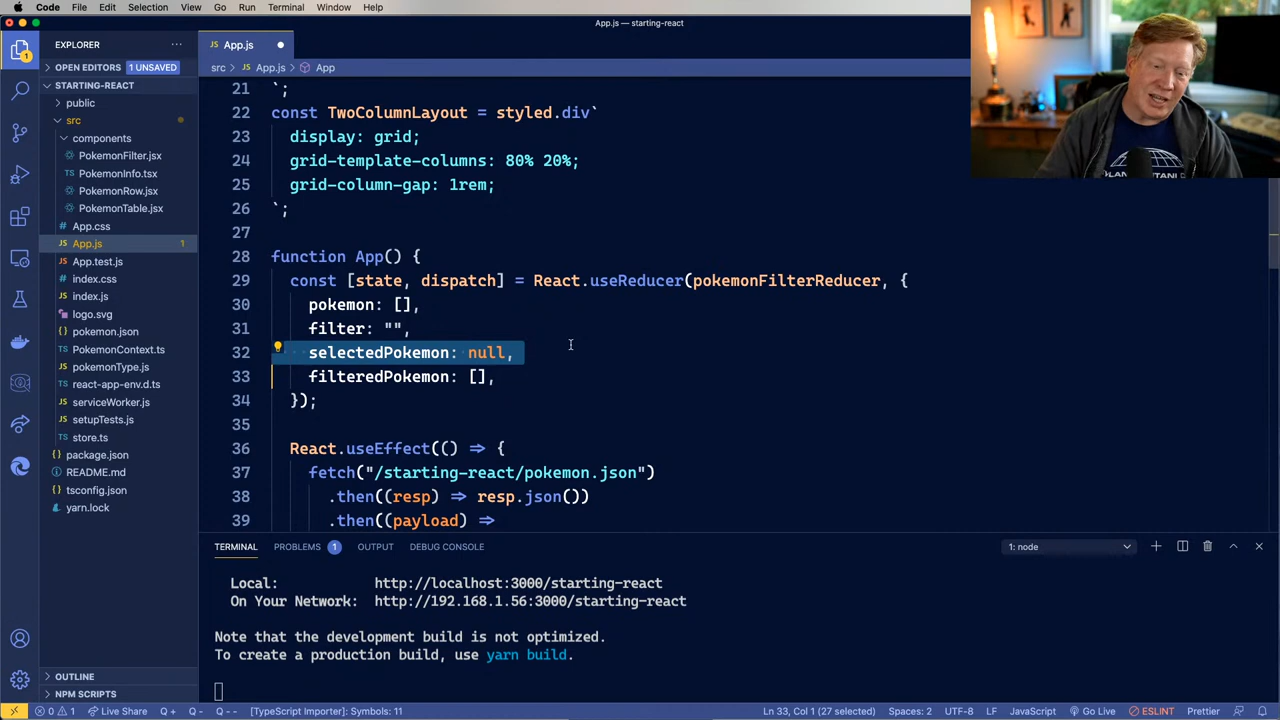 Code File Edit Selection View Go Run Terminal Window Help
App.js — starting-react
EXPLORER
OPEN EDITORS 1 UNSAVED
STARTING-REACT
public
src
components
PokemonFilter.jsx
PokemonInfo.tsx
PokemonRow.jsx
PokemonTable.jsx
App.css
App.js 1
App.test.js
index.css
index.js
logo.svg
pokemon.json
PokemonContext.ts
pokemonType.js
react-app-env.d.ts
serviceWorker.js
setupTests.js
store.ts
package.json
README.md
tsconfig.json
yarn.lock
OUTLINE
NPM SCRIPTS
App.js
src > App.js > App
21 `;
22 const TwoColumnLayout = styled.div`
23 display: grid;
24 grid-template-columns: 80% 20%;
25 grid-column-gap: 1rem;
26 `;
27
28 function App() {
29 const [state, dispatch] = React.useReducer(pokemonFilterReducer, {
30 pokemon: [],
31 filter: "",
32 selectedPokemon: null,
33 filteredPokemon: [],
34 });
35
36 React.useEffect(() => {
37 fetch("/starting-react/pokemon.json")
38 .then((resp) => resp.json())
39 .then((payload) =>
TERMINAL PROBLEMS 1 OUTPUT DEBUG CONSOLE 1: node
Local: http://localhost:3000/starting-react
On Your Network: http://192.168.1.56:3000/starting-react
Note that the development build is not optimized.
To create a production build, use yarn build.
0 1 Live Share Q + Q - Q - - [TypeScript Importer]: Symbols: 11 Ln 33, Col 1 (27 selected) Spaces: 2 UTF-8 LF JavaScript Go Live ESLINT Prettier